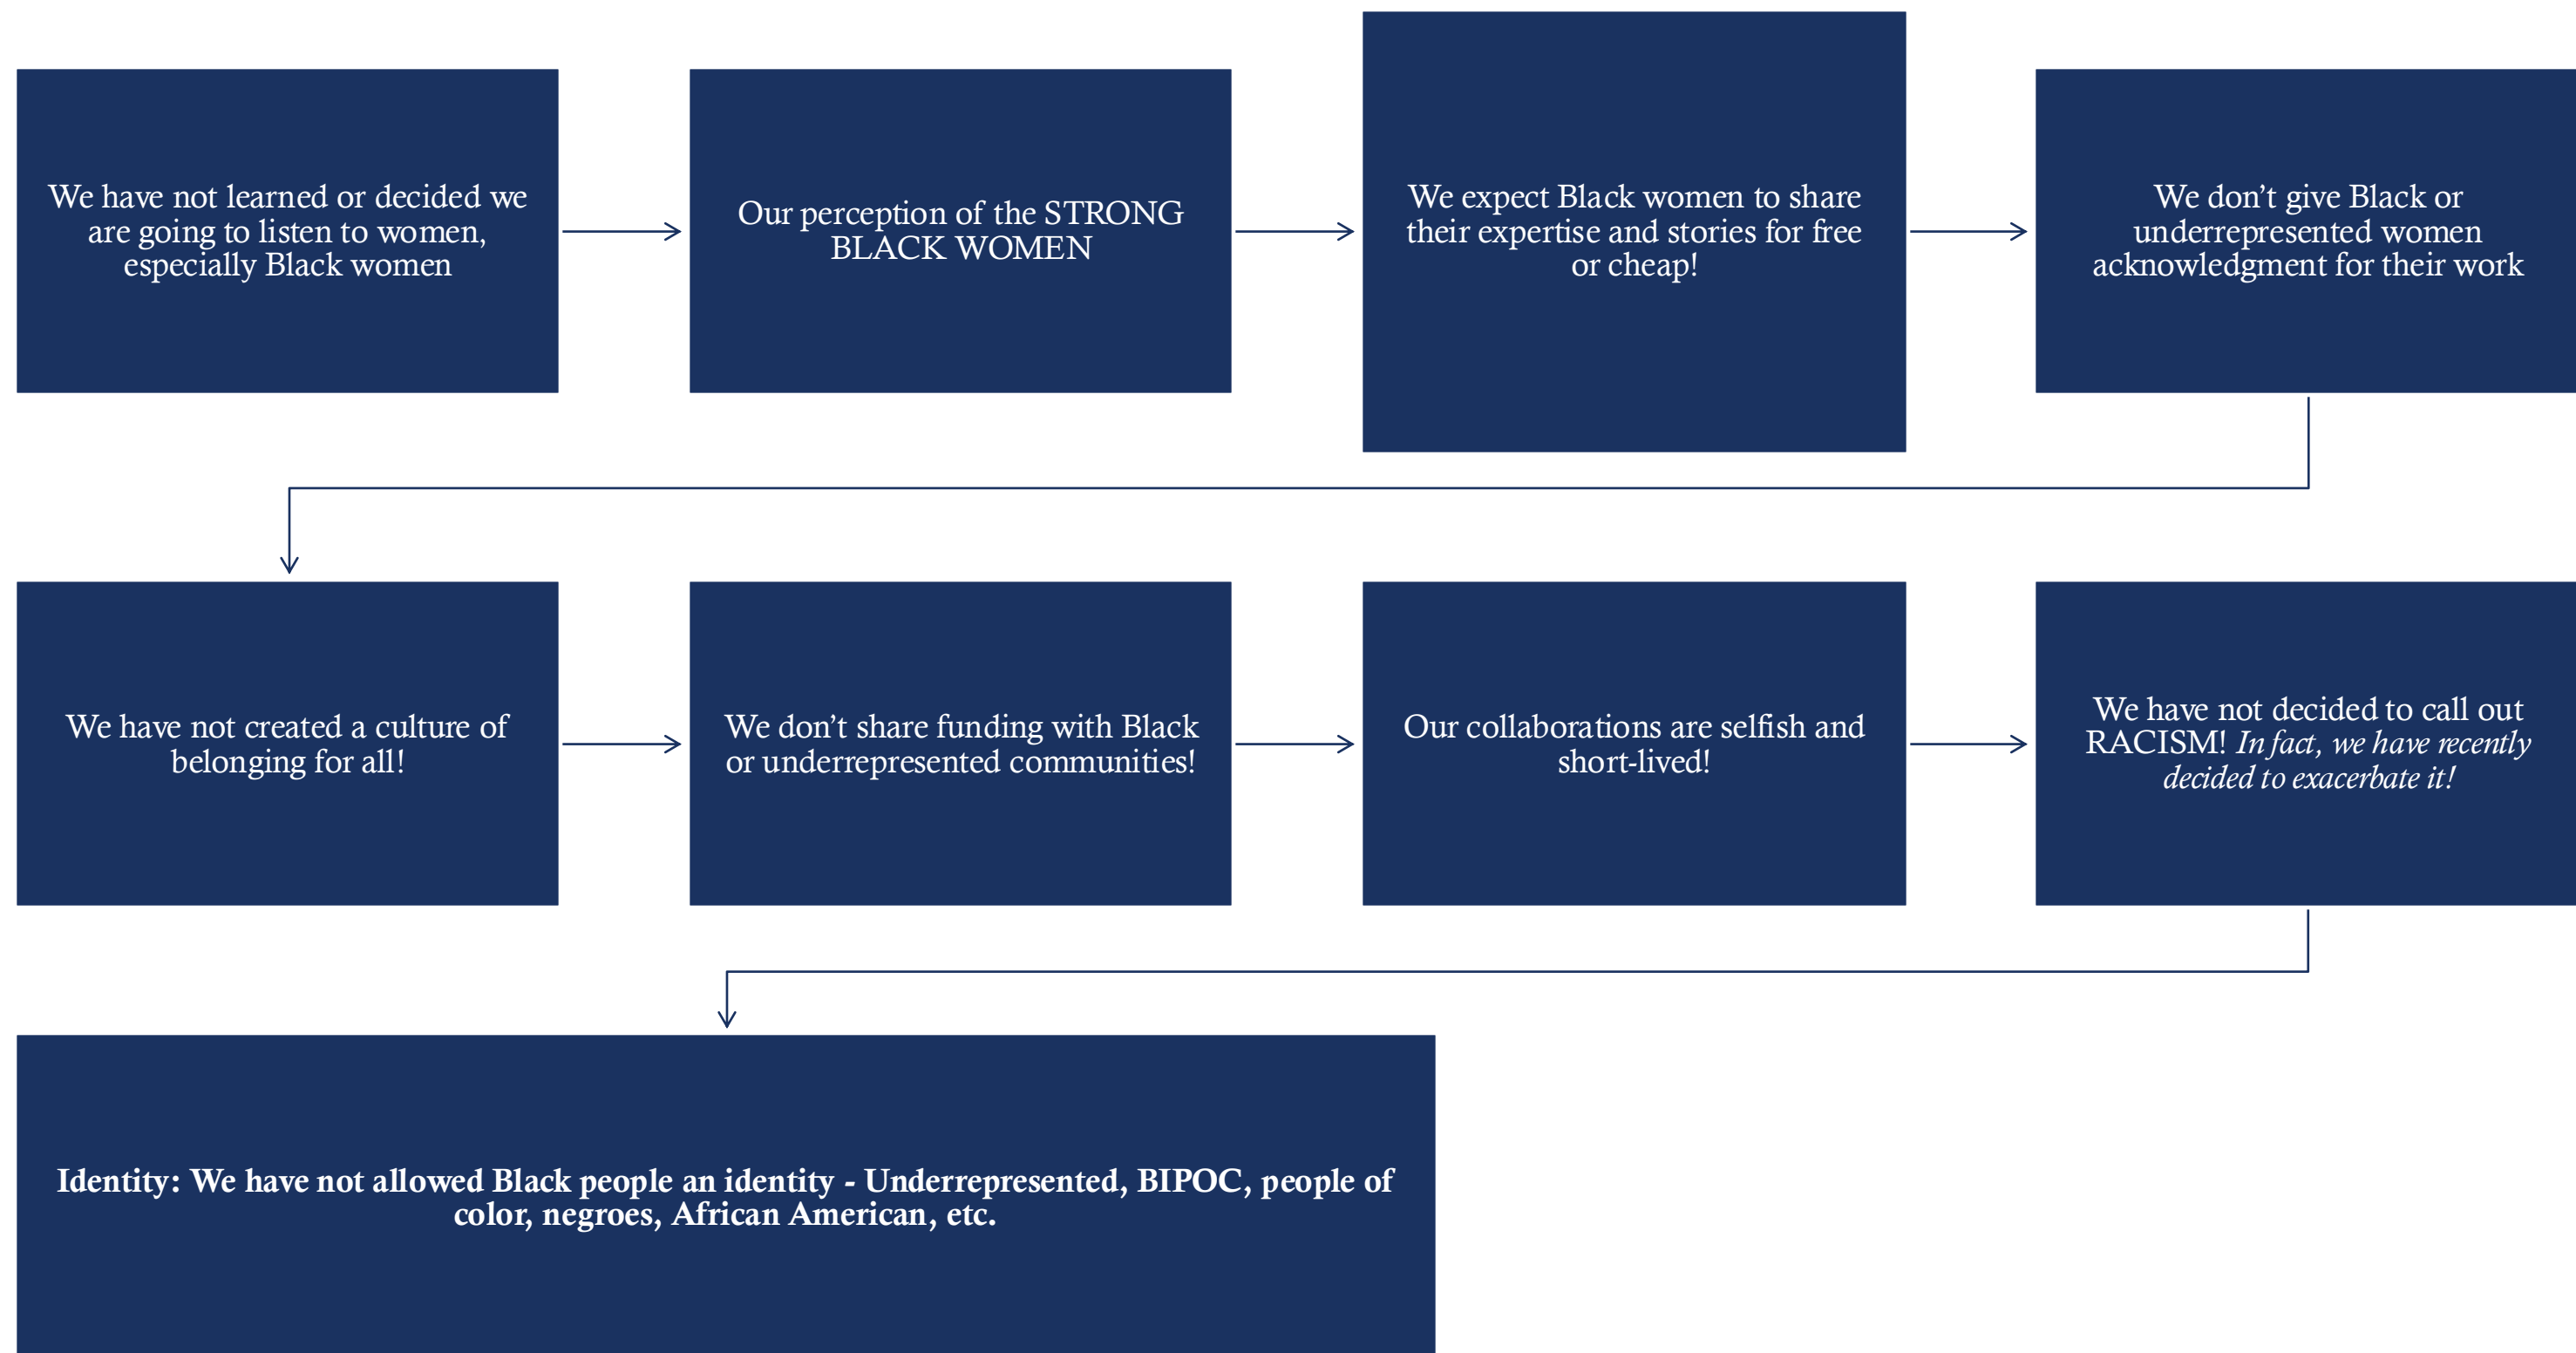 We have not learned or decided we
are going to listen to women,
especially Black women
Our perception of the STRONG
BLACK WOMEN
We expect Black women to share
their expertise and stories for free
or cheap!
We don’t give Black or
underrepresented women
acknowledgment for their work
We have not created a culture of
belonging for all!
We don’t share funding with Black
or underrepresented communities!
Our collaborations are selfish and
short-lived!
We have not decided to call out
RACISM! In fact, we have recently
decided to exacerbate it!
Identity: We have not allowed Black people an identity - Underrepresented, BIPOC, people of
color, negroes, African American, etc.